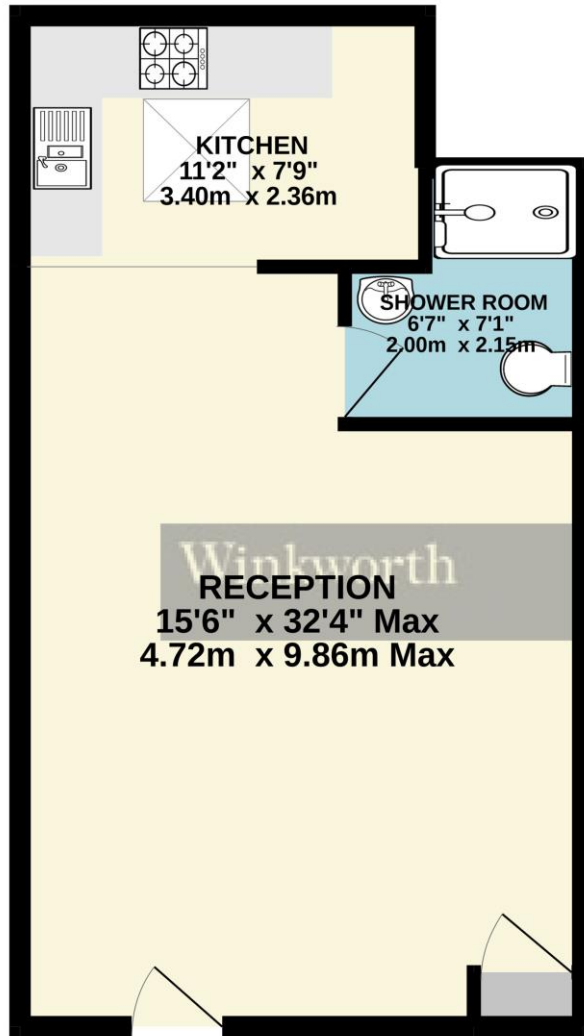 KITCHEN
11'2" x 7'9"
3.40m x 2.36m
SHOWER ROOM
6'7" x 7'1"
2.00m x 2.15m
Winkworth
RECEPTION
15'6" x 32'4" Max
4.72m x 9.86m Max